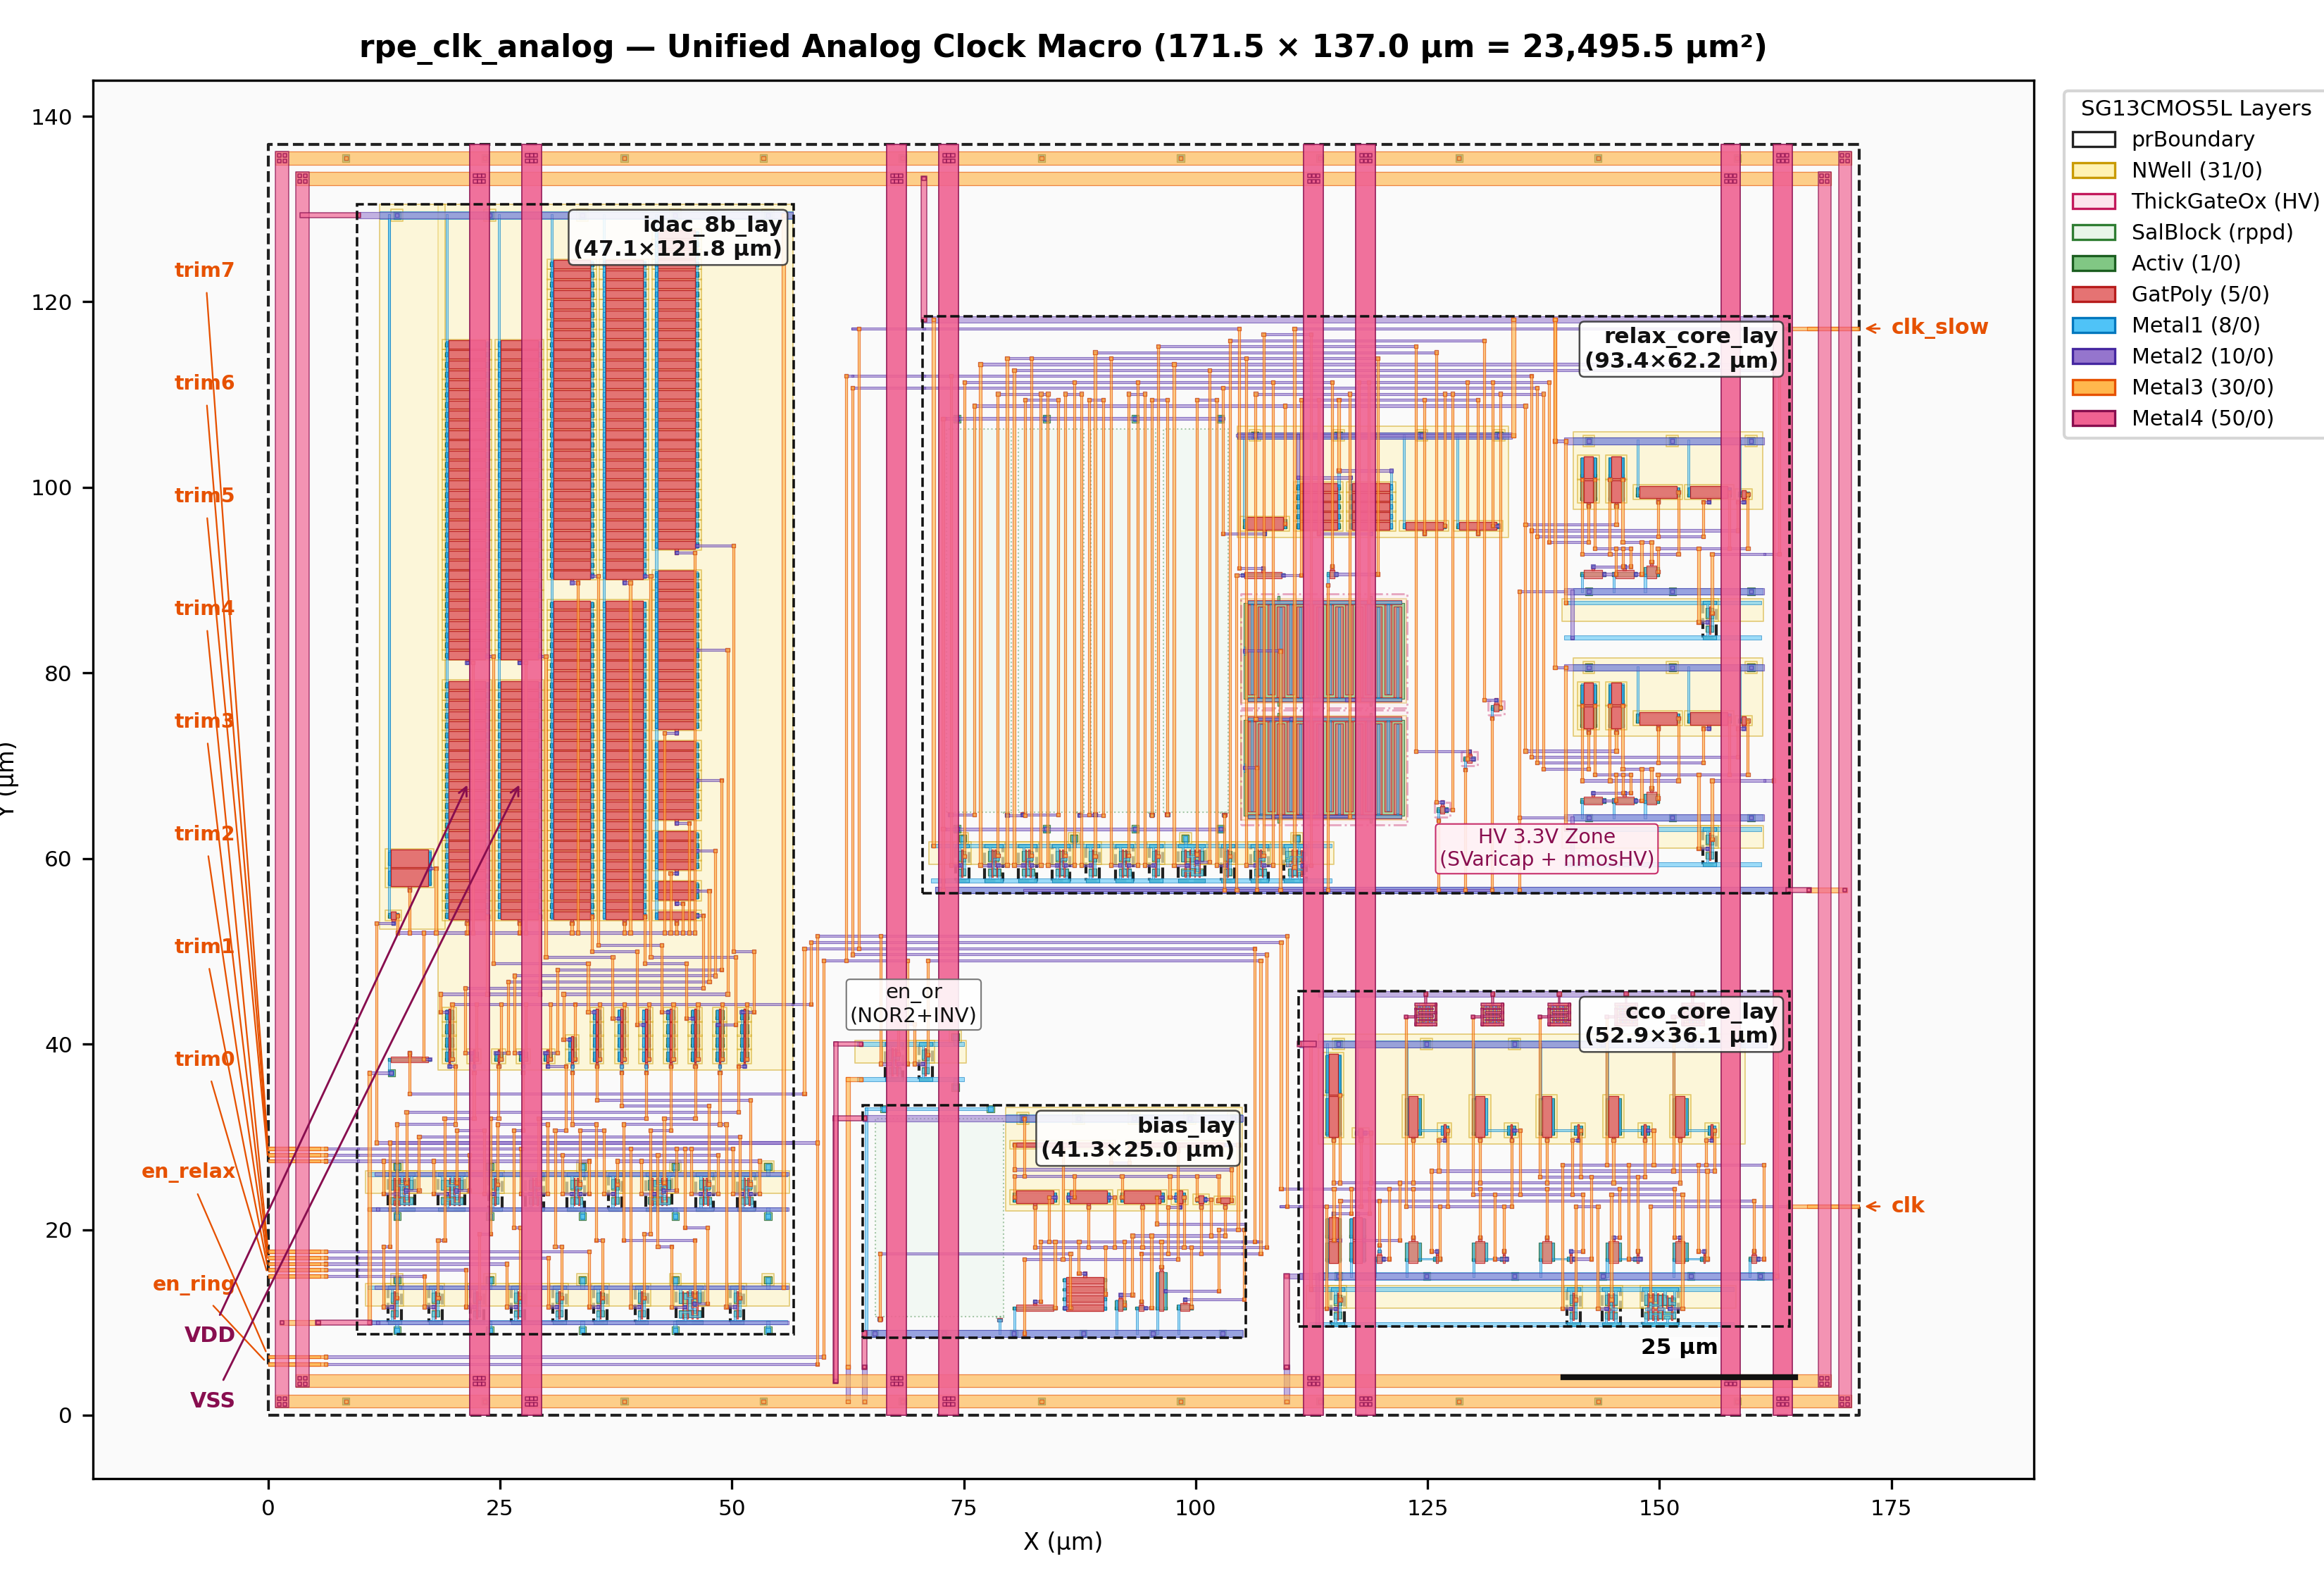 rpe_clk_analog — Unified Analog Clock Macro (171.5 × 137.0 µm = 23,495.5 µm²)
SG13CMOS5L Layers
prBoundary
NWell (31/0)
ThickGateOx (HV)
SalBlock (rppd)
Activ (1/0)
GatPoly (5/0)
Metal1 (8/0)
Metal2 (10/0)
Metal3 (30/0)
Metal4 (50/0)
140
120
100
80
60
40
20
0
Y (µm)
trim7
trim6
trim5
trim4
trim3
trim2
trim1
trim0
en_relax
en_ring
VDD
VSS
idac_8b_lay
(47.1×121.8 µm)
relax_core_lay
(93.4×62.2 µm)
clk_slow
HV 3.3V Zone
(SVaricap + nmosHV)
en_or
(NOR2+INV)
cco_core_lay
(52.9×36.1 µm)
bias_lay
(41.3×25.0 µm)
clk
25 µm
0
25
50
75
100
125
150
175
X (µm)